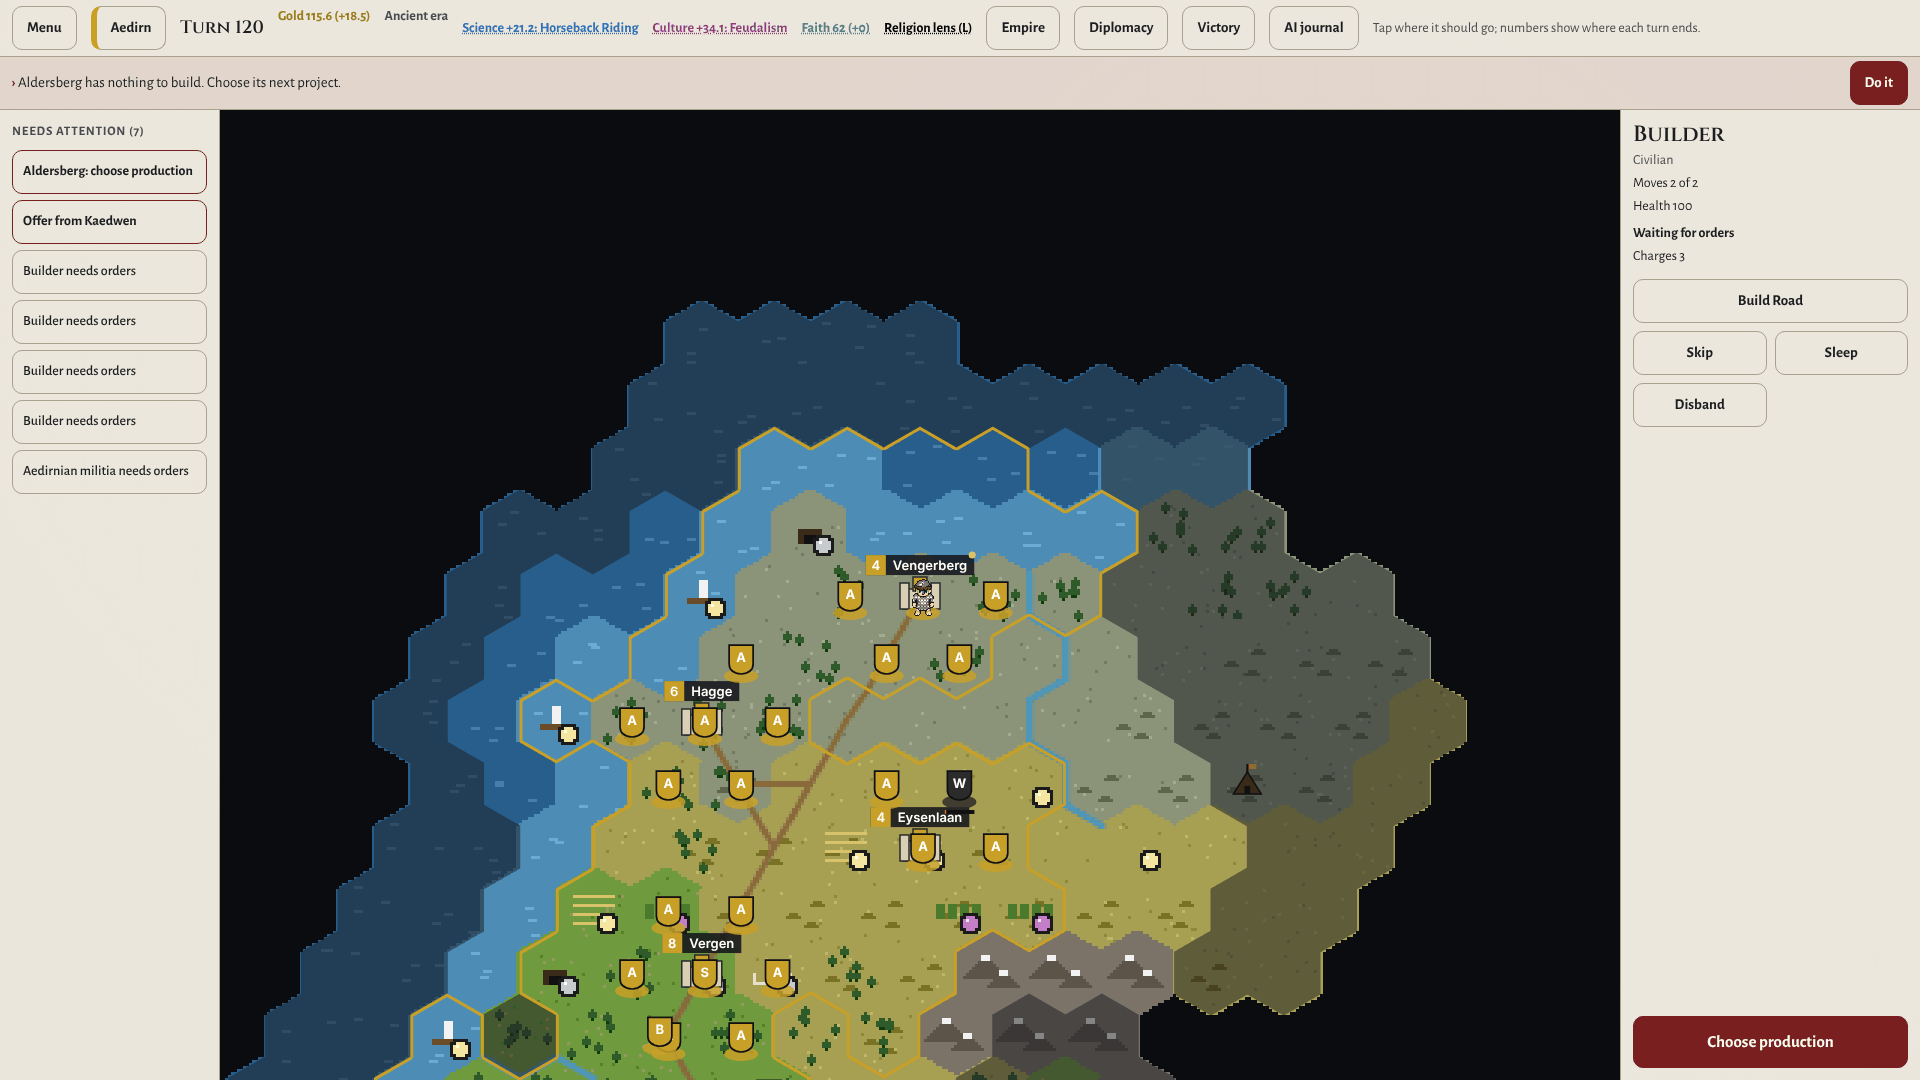 Menu
Aedirn
Turn 120
Gold 115.6 (+18.5)
Ancient era
Science +21.2: Horseback Riding
Culture +34.1: Feudalism
Faith 62 (+0)
Religion lens (L)
Empire
Diplomacy
Victory
AI journal
Tap where it should go; numbers show where each turn ends.
› Aldersberg has nothing to build. Choose its next project.
Do it
NEEDS ATTENTION (7)
Aldersberg: choose production
Offer from Kaedwen
Builder needs orders
Builder needs orders
Builder needs orders
Builder needs orders
Aedirnian militia needs orders
4 Vengerberg
A
A
A
A
A
6 Hagge
A
A
A
A
A
A
W
4 Eysenlaan
A
A
A
A
8 Vergen
A
S
A
B
A
Builder
Civilian
Moves 2 of 2
Health 100
Waiting for orders
Charges 3
Build Road
Skip
Sleep
Disband
Choose production